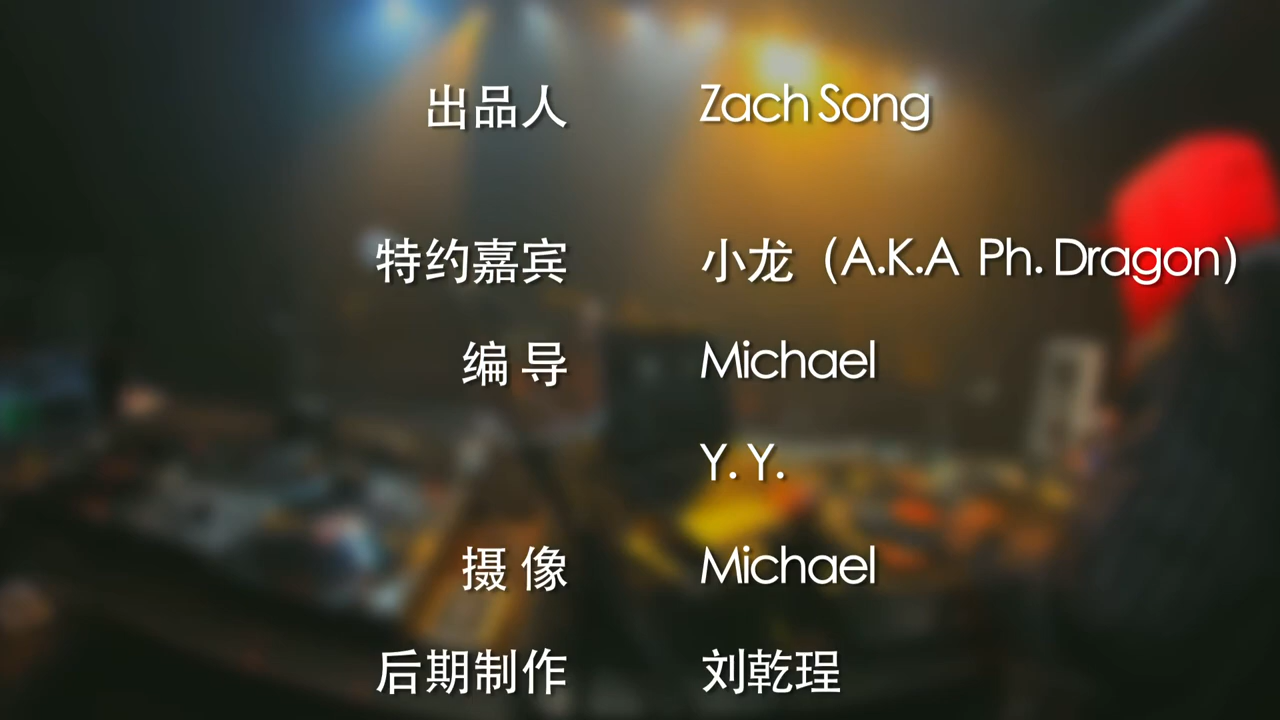 出品人 Zach Song
特约嘉宾 小龙（A.K.A Ph. Dragon）
编 导 Michael
Y. Y.
摄 像 Michael
后期制作 刘乾珵